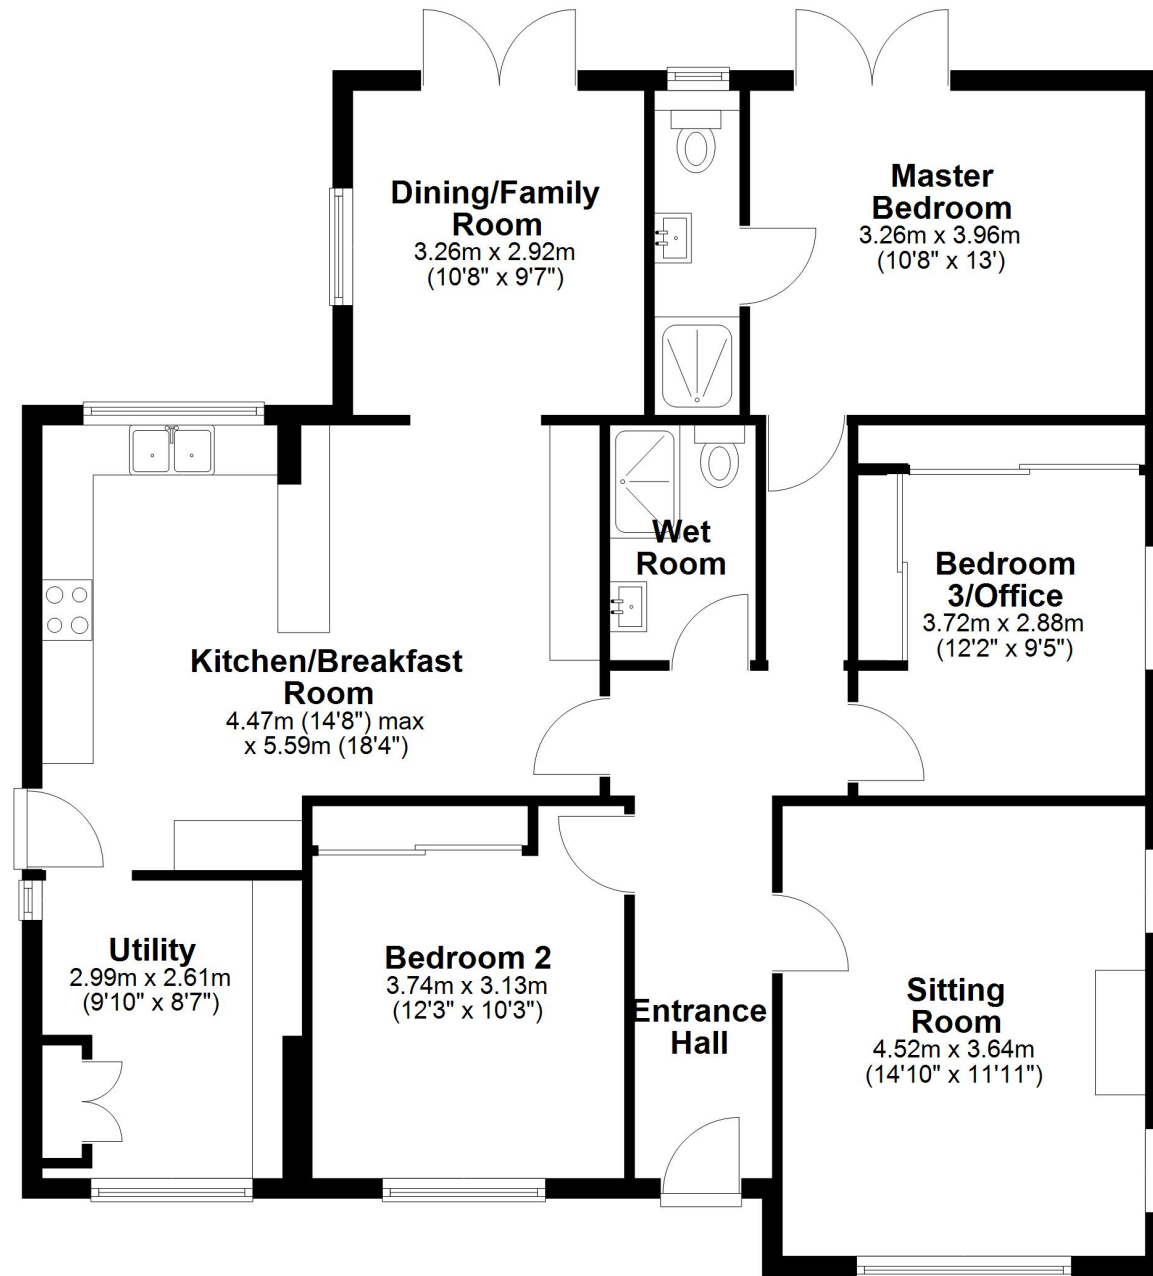 Dining/Family
Room
3.26m x 2.92m
(10'8" x 9'7")
Master
Bedroom
3.26m x 3.96m
(10'8" x 13')
Wet
Room
Bedroom
3/Office
3.72m x 2.88m
(12'2" x 9'5")
Kitchen/Breakfast
Room
4.47m (14'8") max
x 5.59m (18'4")
Utility
2.99m x 2.61m
(9'10" x 8'7")
Bedroom 2
3.74m x 3.13m
(12'3" x 10'3")
Entrance
Hall
Sitting
Room
4.52m x 3.64m
(14'10" x 11'11")